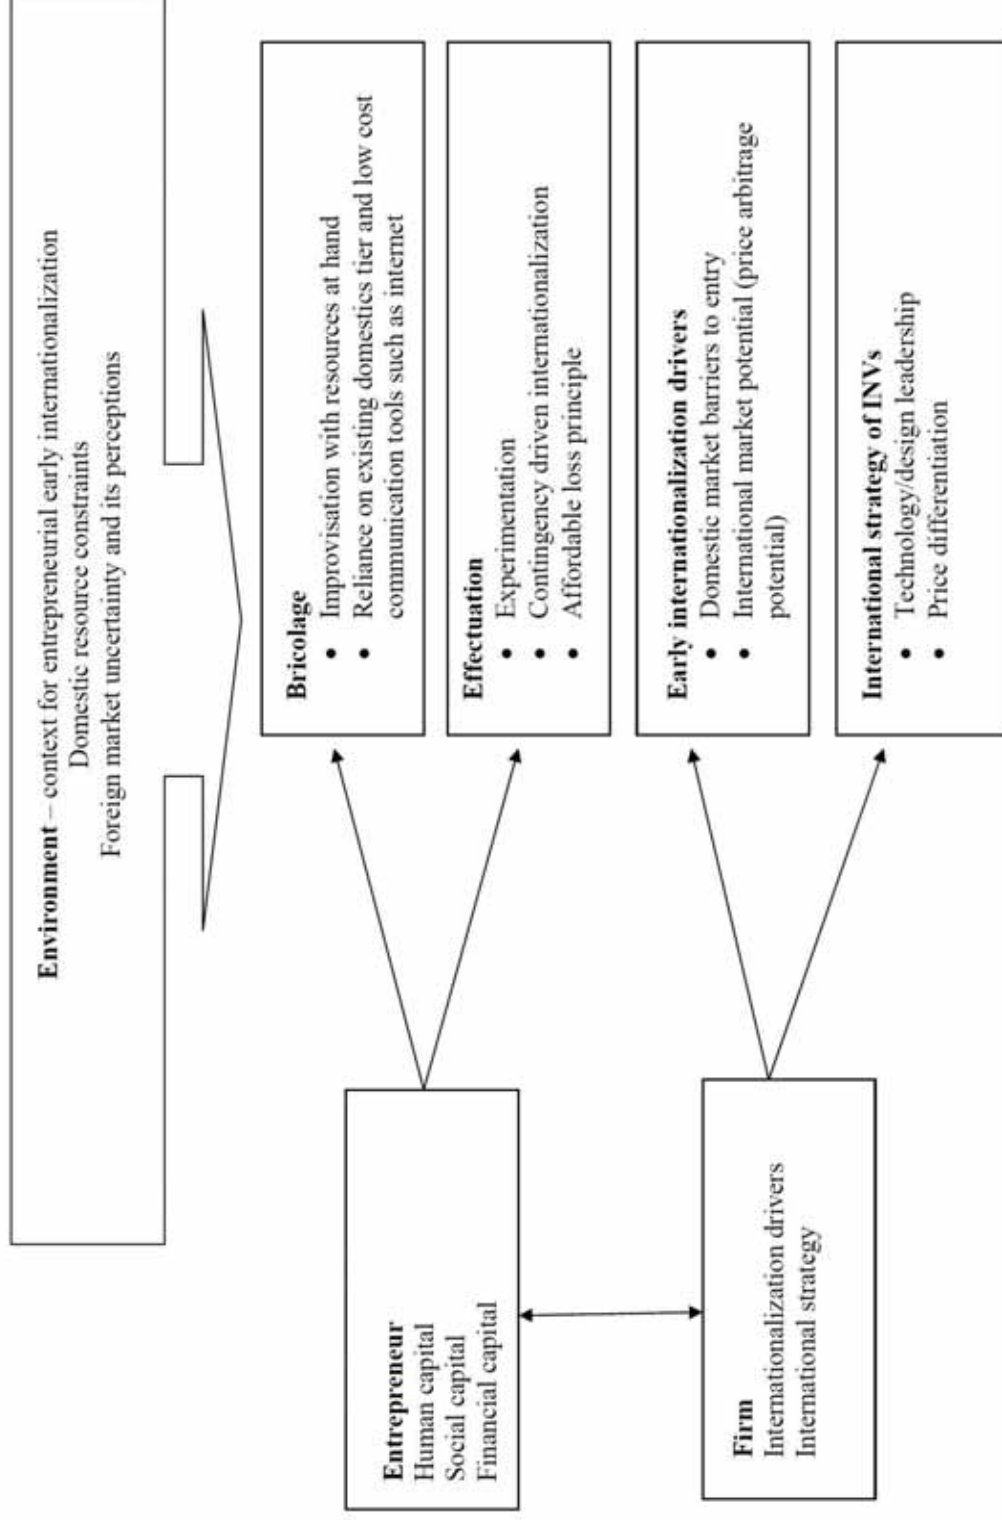 Environment – context for entrepreneurial early internationalization
Domestic resource constraints
Foreign market uncertainty and its perceptions
Entrepreneur
Human capital
Social capital
Financial capital
Firm
Internationalization drivers
International strategy
Bricolage
• Improvisation with resources at hand
• Reliance on existing domestics tier and low cost
communication tools such as internet
Effectuation
• Experimentation
• Contingency driven internationalization
• Affordable loss principle
Early internationalization drivers
• Domestic market barriers to entry
• International market potential (price arbitrage
potential)
International strategy of INVs
• Technology/design leadership
• Price differentiation